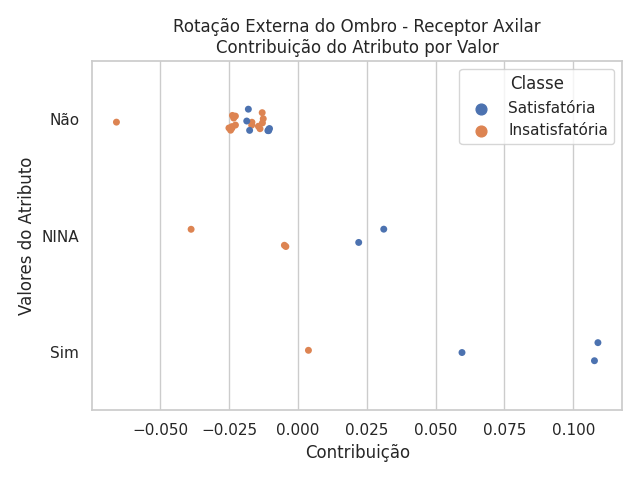 Rotação Externa do Ombro - Receptor Axilar
Contribuição do Atributo por Valor
Classe
Satisfatória
Insatisfatória
Valores do Atributo
Não
NINA
Sim
−0.050 −0.025 0.000 0.025 0.050 0.075 0.100
Contribuição